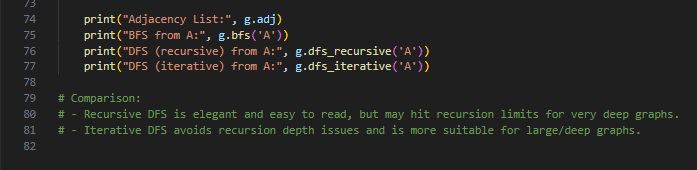 73
74 print("Adjacency List:", g.adj)
75 print("BFS from A:", g.bfs('A'))
76 print("DFS (recursive) from A:", g.dfs_recursive('A'))
77 print("DFS (iterative) from A:", g.dfs_iterative('A'))
78
79 # Comparison:
80 # - Recursive DFS is elegant and easy to read, but may hit recursion limits for very deep graphs.
81 # - Iterative DFS avoids recursion depth issues and is more suitable for large/deep graphs.
82